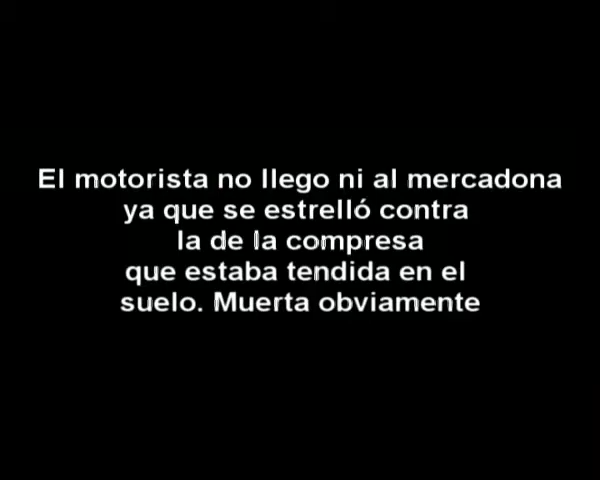 El motorista no llego ni al mercadona
ya que se estrelló contra
la de la compresa
que estaba tendida en el
suelo. Muerta obviamente